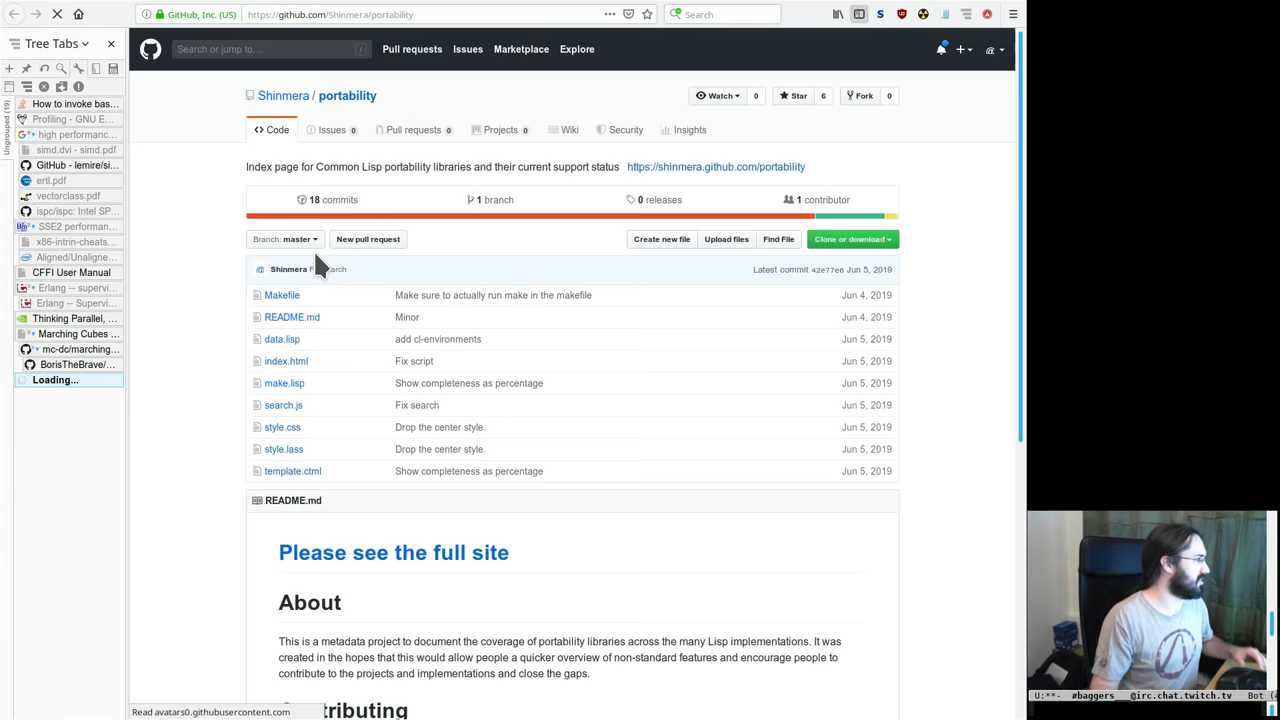 GitHub, Inc. (US)
https://github.com/Shinmera/portability
Search
Tree Tabs
Search or jump to…
Pull requests
Issues
Marketplace
Explore
Ungrouped (19)
How to invoke bas...
Profiling - GNU E...
high performanc...
simd.dvi - simd.pdf
GitHub - lemire/si...
ertl.pdf
vectorclass.pdf
ispc/ispc: Intel SP...
SSE2 performan...
x86-intrin-cheats...
Aligned/Unaligne...
CFFI User Manual
Erlang -- supervi...
Erlang -- Supervi...
Thinking Parallel, ...
Marching Cubes ...
mc-dc/marching...
BorisTheBrave/...
Loading...
Shinmera / portability
Watch 0
Star 6
Fork 0
Code
Issues 0
Pull requests 0
Projects 0
Wiki
Security
Insights
Index page for Common Lisp portability libraries and their current support status https://shinmera.github.com/portability
18 commits
1 branch
0 releases
1 contributor
Branch: master
New pull request
Create new file
Upload files
Find File
Clone or download
Shinmera
Latest commit 42e77e6 Jun 5, 2019
Makefile Make sure to actually run make in the makefile Jun 4, 2019
README.md Minor Jun 4, 2019
data.lisp add cl-environments Jun 5, 2019
index.html Fix script Jun 5, 2019
make.lisp Show completeness as percentage Jun 5, 2019
search.js Fix search Jun 5, 2019
style.css Drop the center style. Jun 5, 2019
style.lass Drop the center style. Jun 5, 2019
template.ctml Show completeness as percentage Jun 5, 2019
README.md
Please see the full site
About
This is a metadata project to document the coverage of portability libraries across the many Lisp implementations. It was
created in the hopes that this would allow people a quicker overview of non-standard features and encourage people to
contribute to the projects and implementations and close the gaps.
Read avatars0.githubusercontent.com
U:**- #baggers__@irc.chat.twitch.tv Bot